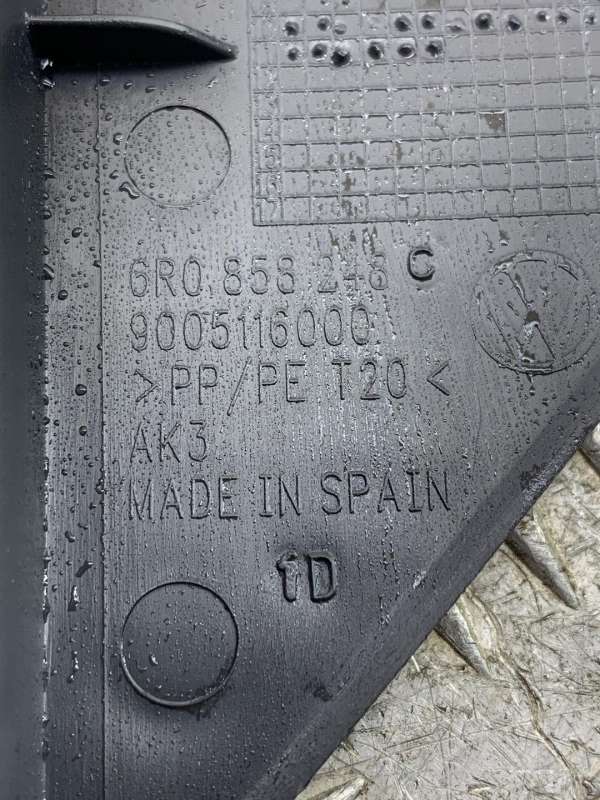 6R0 858 248 C
9005116000
>PP/PE T20<
AK3
MADE IN SPAIN
1D